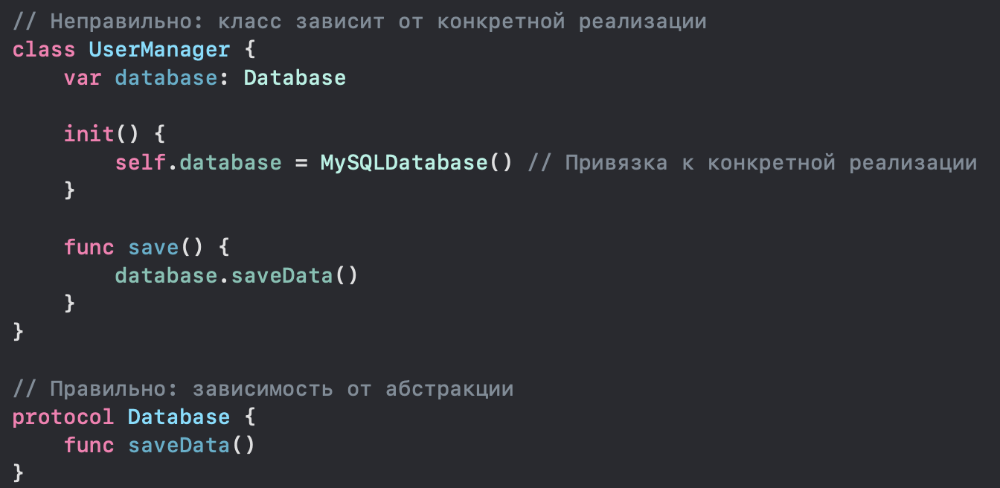 // Неправильно: класс зависит от конкретной реализации
class UserManager {
    var database: Database

    init() {
        self.database = MySQLDatabase() // Привязка к конкретной реализации
    }

    func save() {
        database.saveData()
    }
}

// Правильно: зависимость от абстракции
protocol Database {
    func saveData()
}